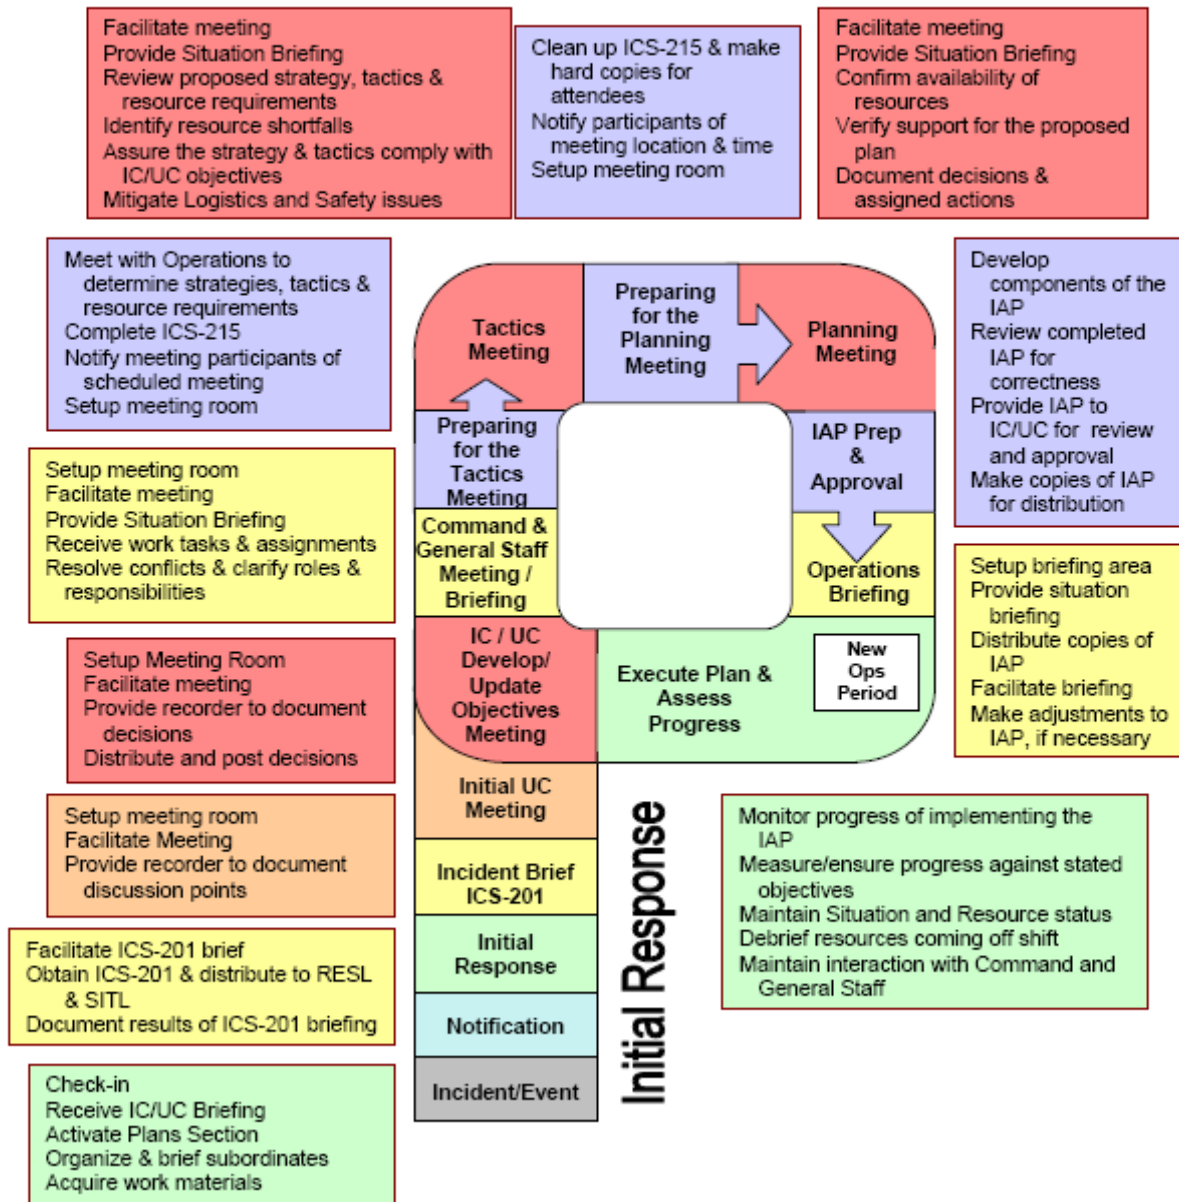 Facilitate meeting
Provide Situation Briefing
Review proposed strategy, tactics &
resource requirements
Identify resource shortfalls
Assure the strategy & tactics comply with
IC/UC objectives
Mitigate Logistics and Safety issues
Clean up ICS-215 & make
hard copies for
attendees
Notify participants of
meeting location & time
Setup meeting room
Facilitate meeting
Provide Situation Briefing
Confirm availability of
resources
Verify support for the proposed
plan
Document decisions &
assigned actions
Meet with Operations to
determine strategies, tactics &
resource requirements
Complete ICS-215
Notify meeting participants of
scheduled meeting
Setup meeting room
Tactics
Meeting
Preparing
for the
Planning
Meeting
Planning
Meeting
Develop
components of the
IAP
Review completed
IAP for
correctness
Provide IAP to
IC/UC for review
and approval
Make copies of IAP
for distribution
Preparing
for the
Tactics
Meeting
IAP Prep
&
Approval
Setup meeting room
Facilitate meeting
Provide Situation Briefing
Receive work tasks & assignments
Resolve conflicts & clarify roles &
responsibilities
Command &
General Staff
Meeting /
Briefing
Operations
Briefing
Setup briefing area
Provide situation
briefing
Distribute copies of
IAP
Facilitate briefing
Make adjustments to
IAP, if necessary
Setup Meeting Room
Facilitate meeting
Provide recorder to document
decisions
Distribute and post decisions
IC / UC
Develop/
Update
Objectives
Meeting
Execute Plan &
Assess
Progress
New
Ops
Period
Setup meeting room
Facilitate Meeting
Provide recorder to document
discussion points
Initial UC
Meeting
Incident Brief
ICS-201
Initial
Response
Notification
Incident/Event
Initial Response
Monitor progress of implementing the
IAP
Measure/ensure progress against stated
objectives
Maintain Situation and Resource status
Debrief resources coming off shift
Maintain interaction with Command and
General Staff
Facilitate ICS-201 brief
Obtain ICS-201 & distribute to RESL
& SITL
Document results of ICS-201 briefing
Check-in
Receive IC/UC Briefing
Activate Plans Section
Organize & brief subordinates
Acquire work materials